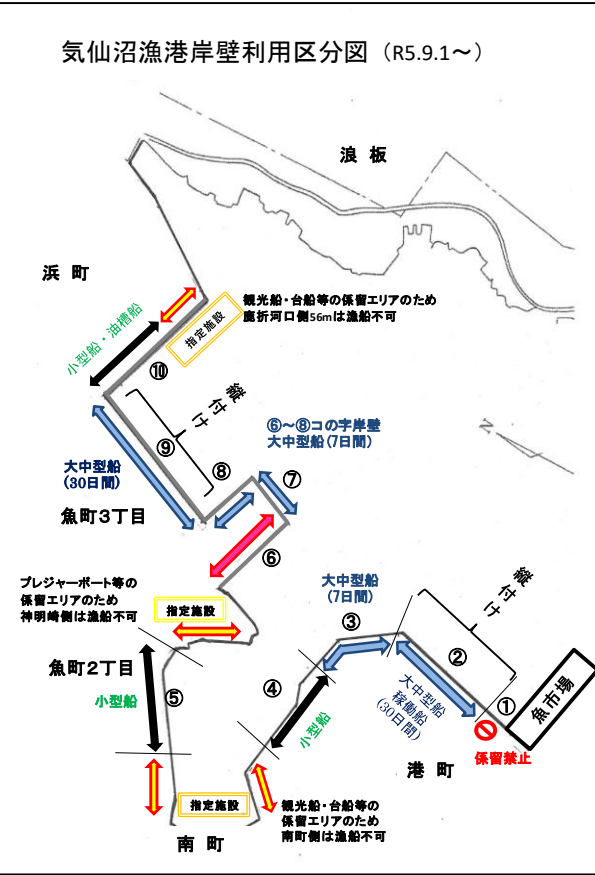 気仙沼漁港岸壁利用区分図（R5.9.1～）
浪 板
浜 町
観光船・台船等の係留エリアのため
鹿折河口側56mは漁船不可
指定施設
小型船・油槽船
⑩
縦付け
⑨
⑧
⑥～⑧コの字岸壁
大中型船(7日間)
⑦
大中型船
(30日間)
魚町3丁目
⑥
N
プレジャーボート等の
係留エリアのため
神明崎側は漁船不可
指定施設
大中型船
(7日間)
③
縦付け
②
①
魚市場
魚町2丁目
小型船
⑤
④
小型船
大中型船
稼働船
(30日間)
係留禁止
港 町
指定施設
観光船・台船等の
係留エリアのため
南町側は漁船不可
南 町